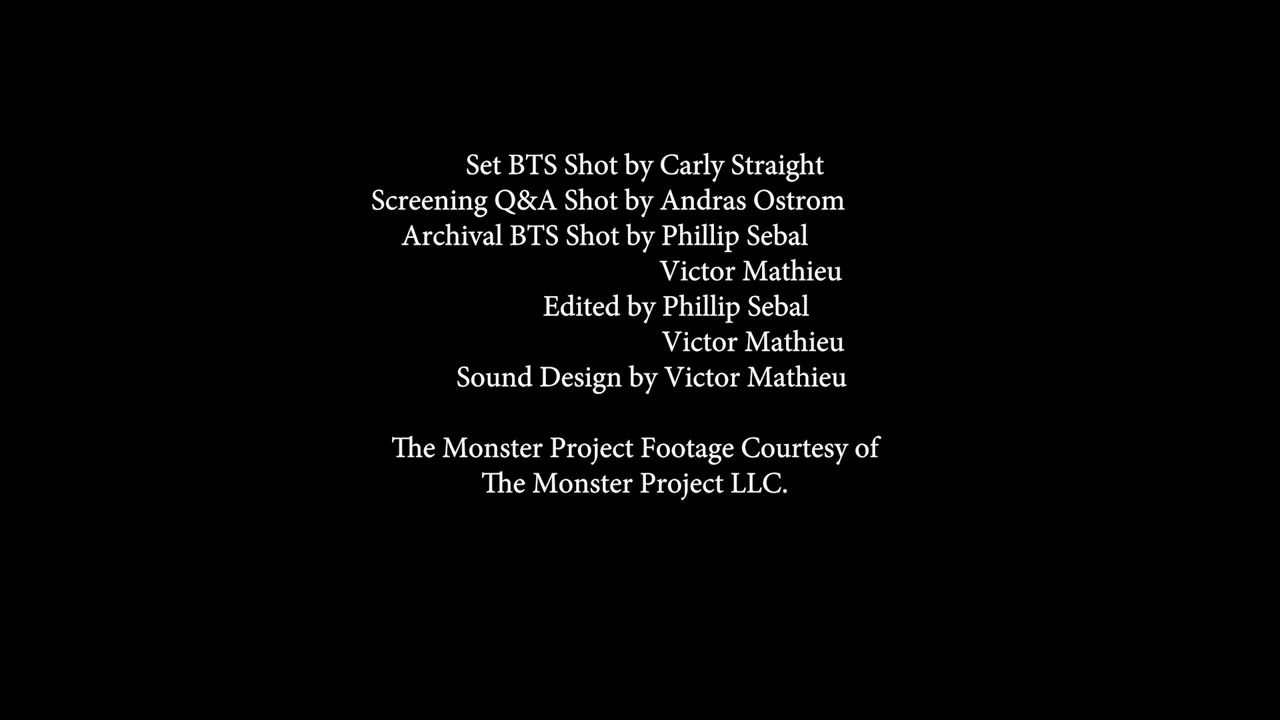 Set BTS Shot by Carly Straight
Screening Q&A Shot by Andras Ostrom
Archival BTS Shot by Phillip Sebal
Victor Mathieu
Edited by Phillip Sebal
Victor Mathieu
Sound Design by Victor Mathieu
The Monster Project Footage Courtesy of
The Monster Project LLC.